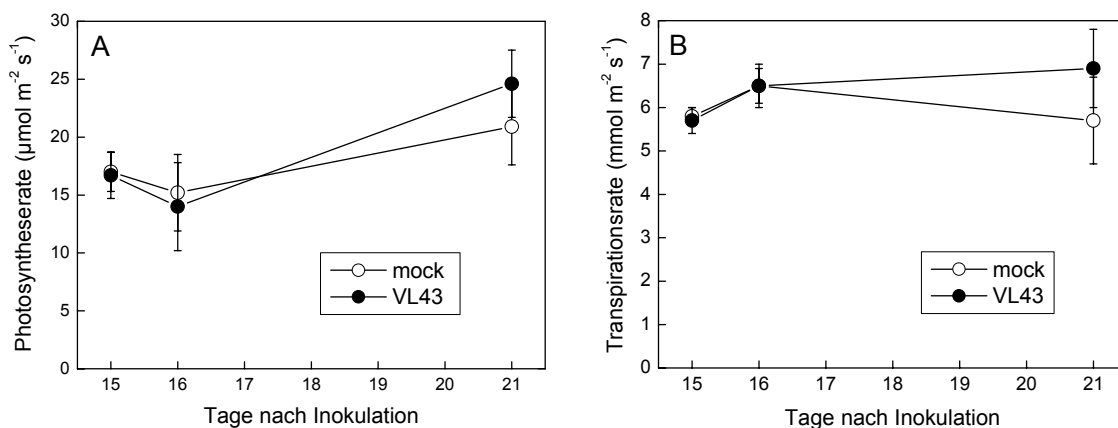 A
Photosyntheserate (µmol m⁻² s⁻¹)
30
25
20
15
10
5
0
mock
VL43
15 16 17 18 19 20 21
Tage nach Inokulation
B
Transpirationsrate (mmol m⁻² s⁻¹)
8
7
6
5
4
3
2
1
0
mock
VL43
15 16 17 18 19 20 21
Tage nach Inokulation